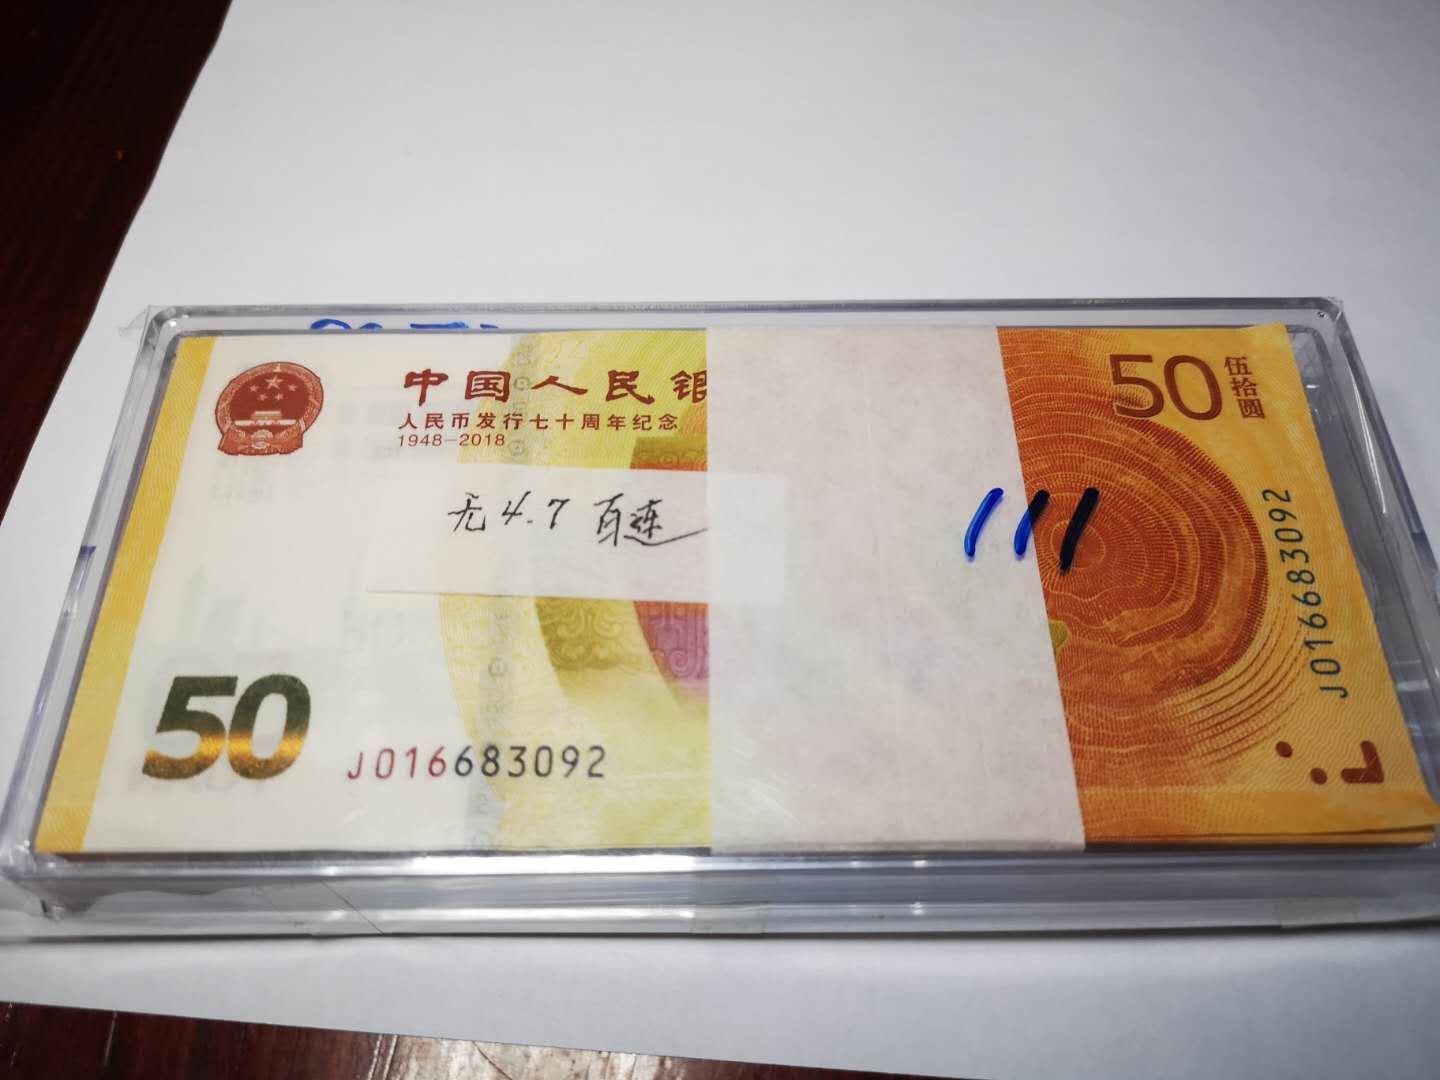 中国人民银
人民币发行七十周年纪念
1948—2018
50
伍拾圆
无4.7百连
111
J016683092
50
J016683092